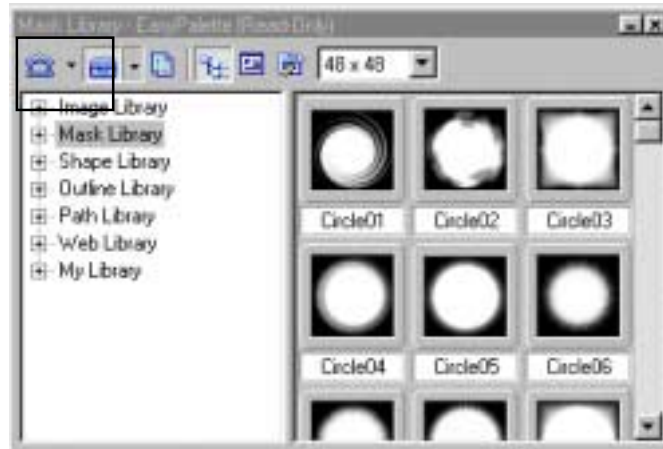 Mask Library - EasyPalette (Read-Only)
48 x 48
Image Library
Mask Library
Shape Library
Outline Library
Path Library
Web Library
My Library
Circle01
Circle02
Circle03
Circle04
Circle05
Circle06